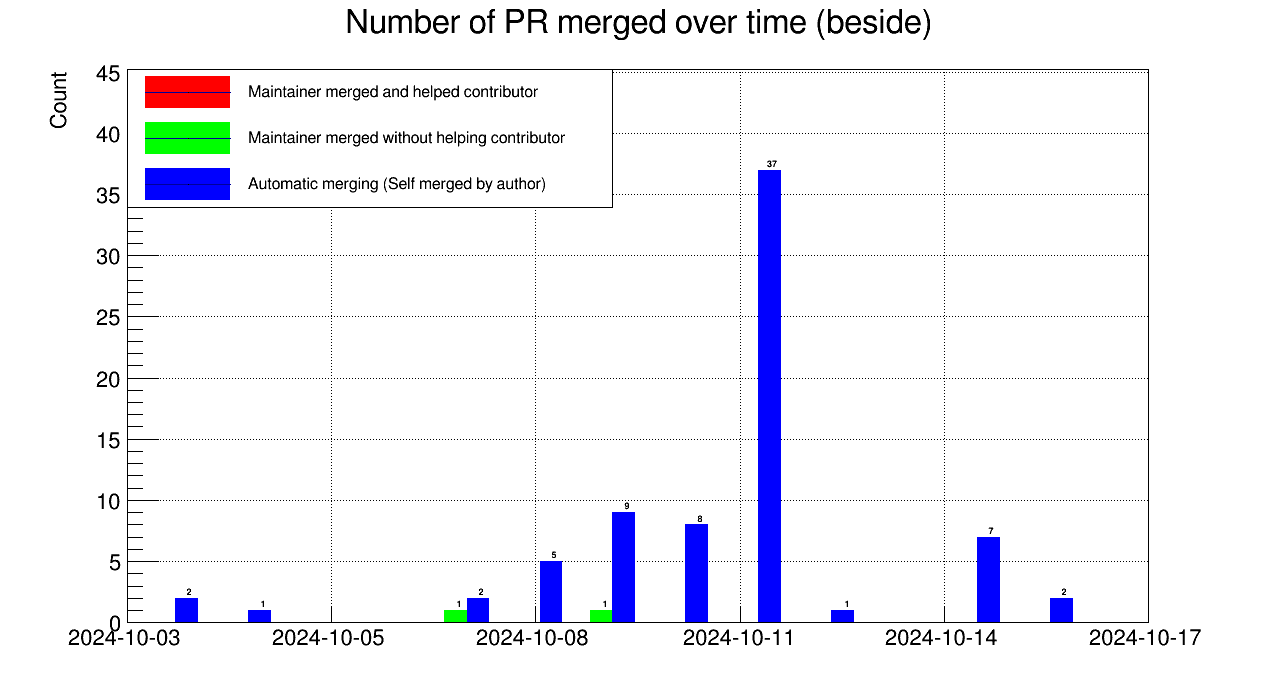 Number of PR merged over time (beside)
Count
Maintainer merged and helped contributor
Maintainer merged without helping contributor
Automatic merging (Self merged by author)
45
40
35
30
25
20
15
10
5
0
2 1 1 2 5 1 9 8 37 1 7 2
2024-10-03 2024-10-05 2024-10-08 2024-10-11 2024-10-14 2024-10-17